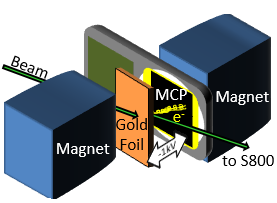 Beam
MCP
e⁻
Magnet
Gold
Foil
Magnet
-1kV
to S800